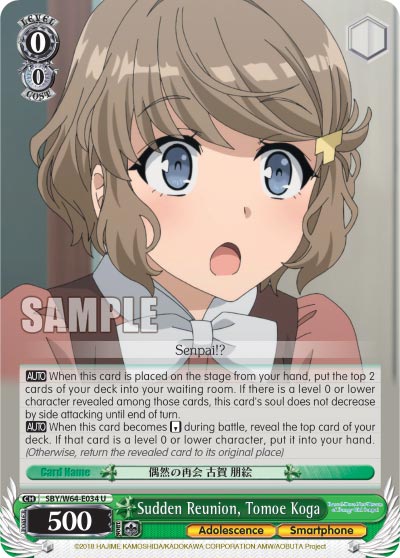 LEVEL
0
0
COST
SAMPLE
Senpai!?
AUTO When this card is placed on the stage from your hand, put the top 2
cards of your deck into your waiting room. If there is a level 0 or lower
character revealed among those cards, this card's soul does not decrease
by side attacking until end of turn.
AUTO When this card becomes during battle, reveal the top card of your
deck. If that card is a level 0 or lower character, put it into your hand.
(Otherwise, return the revealed card to its original place)
Card Name 偶然の再会 古賀 朋絵
CH SBY/W64-E034 U
POWER 500 Sudden Reunion, Tomoe Koga
Adolescence Smartphone
©2018 HAJIME KAMOSHIDA/KADOKAWA CORPORATION AMW/AOBUTA Project